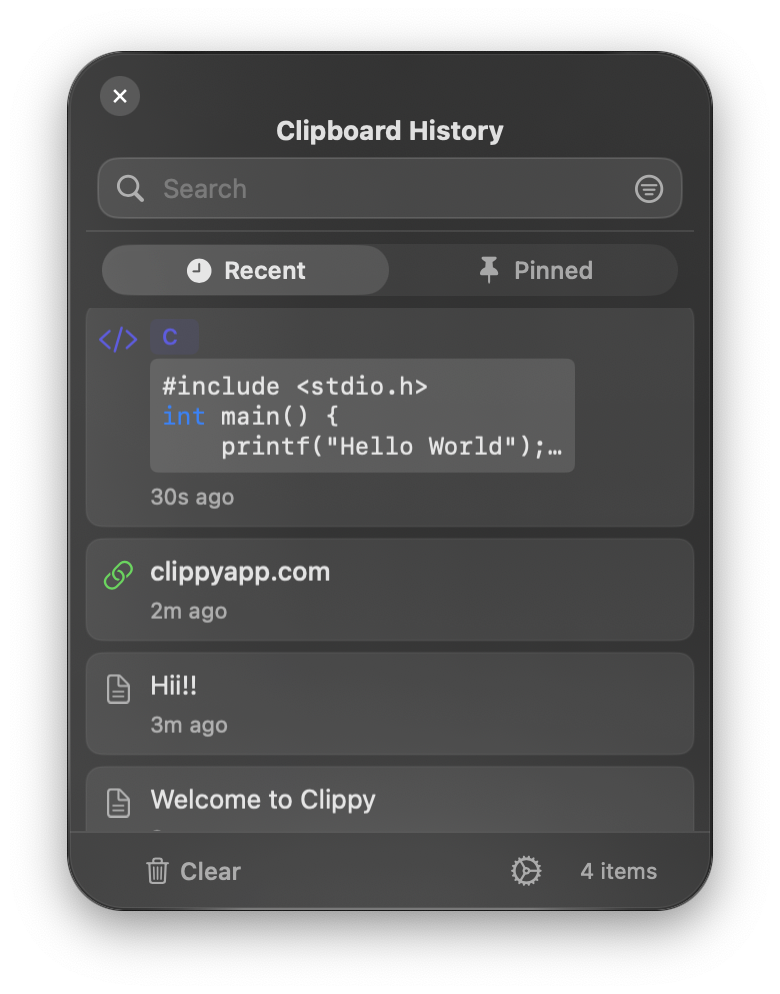 Clipboard History
Search
Recent
Pinned
</> C
#include <stdio.h>
int main() {
    printf("Hello World");…
30s ago
clippyapp.com
2m ago
Hii!!
3m ago
Welcome to Clippy
Clear
4 items